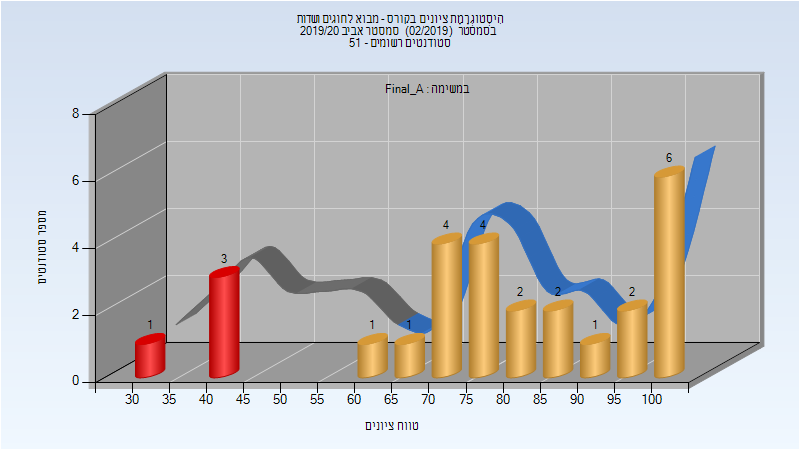 היסטוגרמת ציונים בקורס - מבוא לחוגים ושדות
בסמסטר (02/2019) סמסטר אביב 2019/20
סטודנטים רשומים - 51
במשימה : Final_A
מספר סטודנטים
8
6
4
2
0
1
3
1
1
4
4
2
2
1
2
6
30 35 40 45 50 55 60 65 70 75 80 85 90 95 100
טווח ציונים